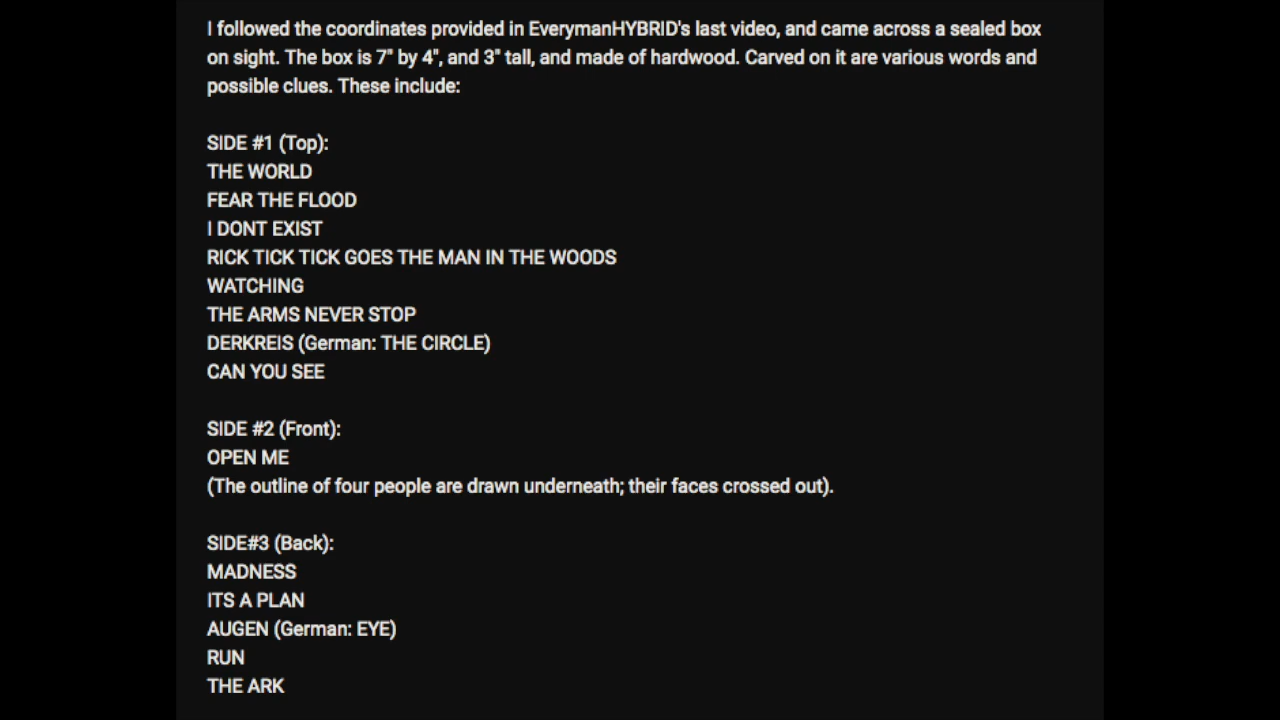 I followed the coordinates provided in EverymanHYBRID's last video, and came across a sealed box
on sight. The box is 7" by 4", and 3" tall, and made of hardwood. Carved on it are various words and
possible clues. These include:
SIDE #1 (Top):
THE WORLD
FEAR THE FLOOD
I DONT EXIST
RICK TICK TICK GOES THE MAN IN THE WOODS
WATCHING
THE ARMS NEVER STOP
DERKREIS (German: THE CIRCLE)
CAN YOU SEE
SIDE #2 (Front):
OPEN ME
(The outline of four people are drawn underneath; their faces crossed out).
SIDE#3 (Back):
MADNESS
ITS A PLAN
AUGEN (German: EYE)
RUN
THE ARK